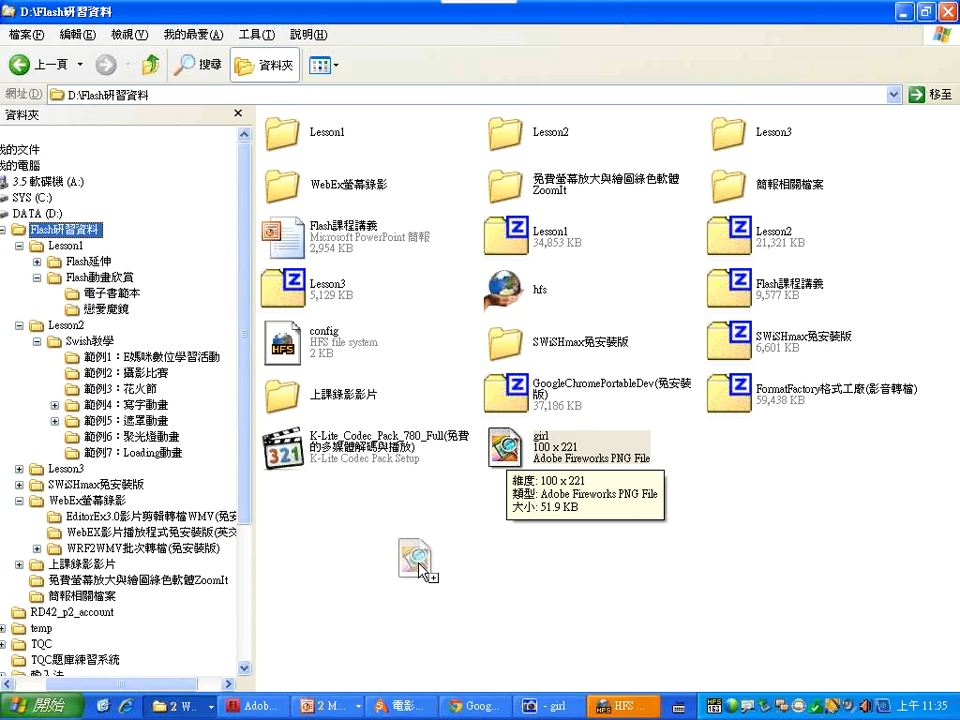 D:\Flash研習資料
檔案(F) 編輯(E) 檢視(V) 我的最愛(A) 工具(T) 說明(H)
上一頁 搜尋 資料夾
網址(D) D:\Flash研習資料 移至
資料夾
我的文件
我的電腦
3.5 軟碟機 (A:)
SYS (C:)
DATA (D:)
Flash研習資料
Lesson1
Flash延伸
Flash動畫欣賞
電子書範本
戀愛魔鏡
Lesson2
Swish教學
範例1：E媽咪數位學習活動
範例2：攝影比賽
範例3：花火節
範例4：寫字動畫
範例5：遮罩動畫
範例6：聚光燈動畫
範例7：Loading動畫
Lesson3
SWiSHmax免安裝版
WebEx螢幕錄影
EditorEx3.0影片剪輯轉檔WMV(免安
WebEX影片播放程式免安裝版(英文
WRF2WMV批次轉檔(免安裝版)
上課錄影影片
免費螢幕放大與繪圖綠色軟體ZoomIt
簡報相關檔案
RD42_p2_account
temp
TQC
TQC題庫練習系統
輸入法
Lesson1
Lesson2
Lesson3
WebEx螢幕錄影
免費螢幕放大與繪圖綠色軟體
ZoomIt
簡報相關檔案
Flash課程講義
Microsoft PowerPoint 簡報
2,954 KB
Lesson1
34,853 KB
Lesson2
21,321 KB
Lesson3
5,129 KB
hfs
Flash課程講義
9,577 KB
config
HFS file system
2 KB
HFS
SWiSHmax免安裝版
SWiSHmax免安裝版
6,601 KB
上課錄影影片
GoogleChromePortableDev(免安裝
版)
37,186 KB
FormatFactory格式工廠(影音轉檔)
59,438 KB
321
K-Lite_Codec_Pack_780_Full(免費
的多媒體解碼與播放)
K-Lite Codec Pack Setup
girl
100 x 221
Adobe Fireworks PNG File
維度: 100 x 221
類型: Adobe Fireworks PNG File
大小: 51.9 KB
開始 2 W... Adob... 2 M... 電影... Goog... - girl HFS ... 上午 11:35